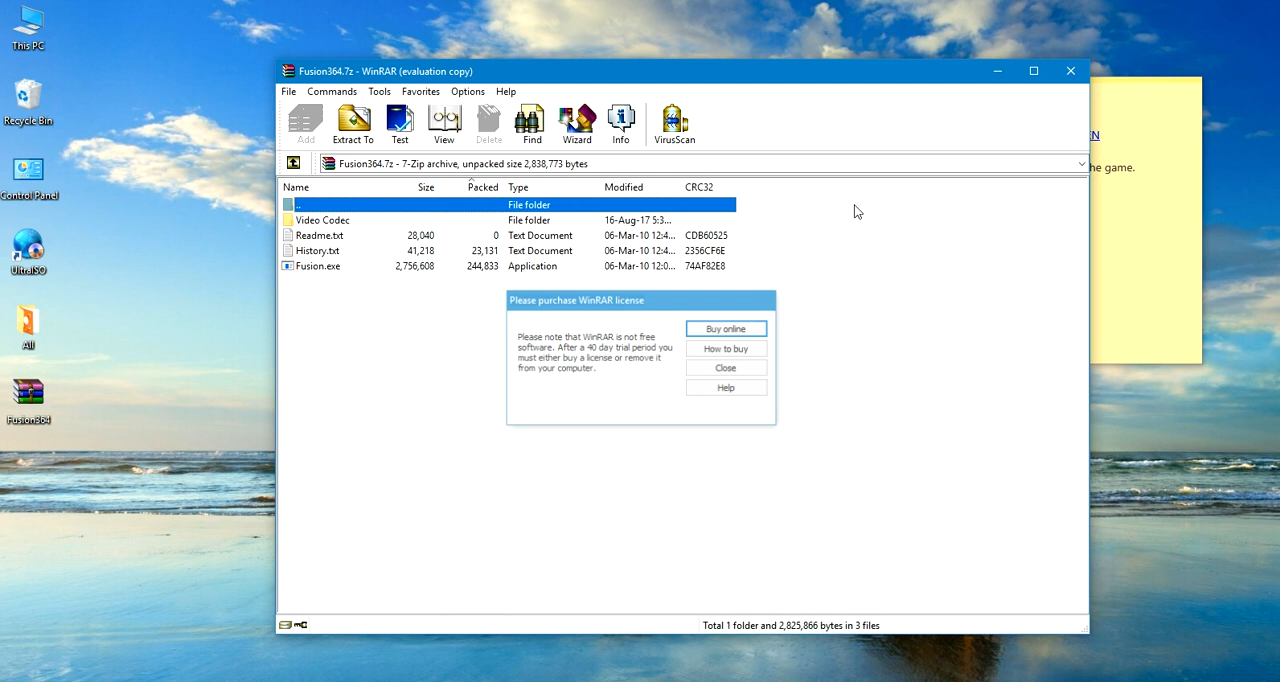 This PC
Recycle Bin
Control Panel
UltraISO
All
Fusion364
Fusion364.7z - WinRAR (evaluation copy)
File Commands Tools Favorites Options Help
Add Extract To Test View Delete Find Wizard Info VirusScan
Fusion364.7z - 7-Zip archive, unpacked size 2,838,773 bytes
Name Size Packed Type Modified CRC32
.. File folder
Video Codec File folder 16-Aug-17 5:3...
Readme.txt 28,040 0 Text Document 06-Mar-10 12:4... CDB60525
History.txt 41,218 23,131 Text Document 06-Mar-10 12:4... 2356CF6E
Fusion.exe 2,756,608 244,833 Application 06-Mar-10 12:0... 74AF82E8
Please purchase WinRAR license
Please note that WinRAR is not free
software. After a 40 day trial period you
must either buy a license or remove it
from your computer.
Buy online
How to buy
Close
Help
Total 1 folder and 2,825,866 bytes in 3 files
EN
he game.